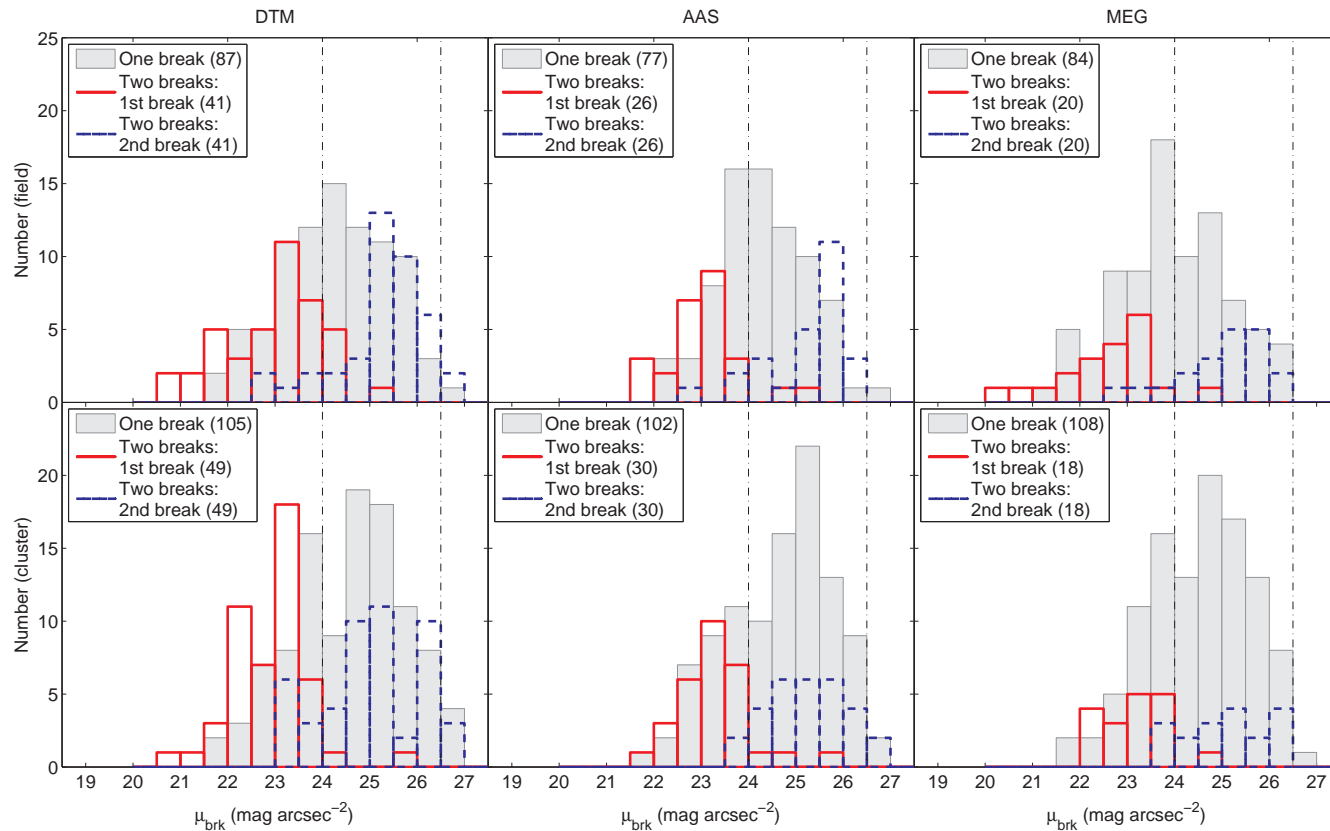 DTM AAS MEG
25
20
15
10
5
0
Number (field)
One break (87)
Two breaks:
1st break (41)
Two breaks:
2nd break (41)
One break (77)
Two breaks:
1st break (26)
Two breaks:
2nd break (26)
One break (84)
Two breaks:
1st break (20)
Two breaks:
2nd break (20)
20
15
10
5
0
Number (cluster)
One break (105)
Two breaks:
1st break (49)
Two breaks:
2nd break (49)
One break (102)
Two breaks:
1st break (30)
Two breaks:
2nd break (30)
One break (108)
Two breaks:
1st break (18)
Two breaks:
2nd break (18)
19 20 21 22 23 24 25 26 27 19 20 21 22 23 24 25 26 27 19 20 21 22 23 24 25 26 27
μbrk (mag arcsec−2) μbrk (mag arcsec−2) μbrk (mag arcsec−2)